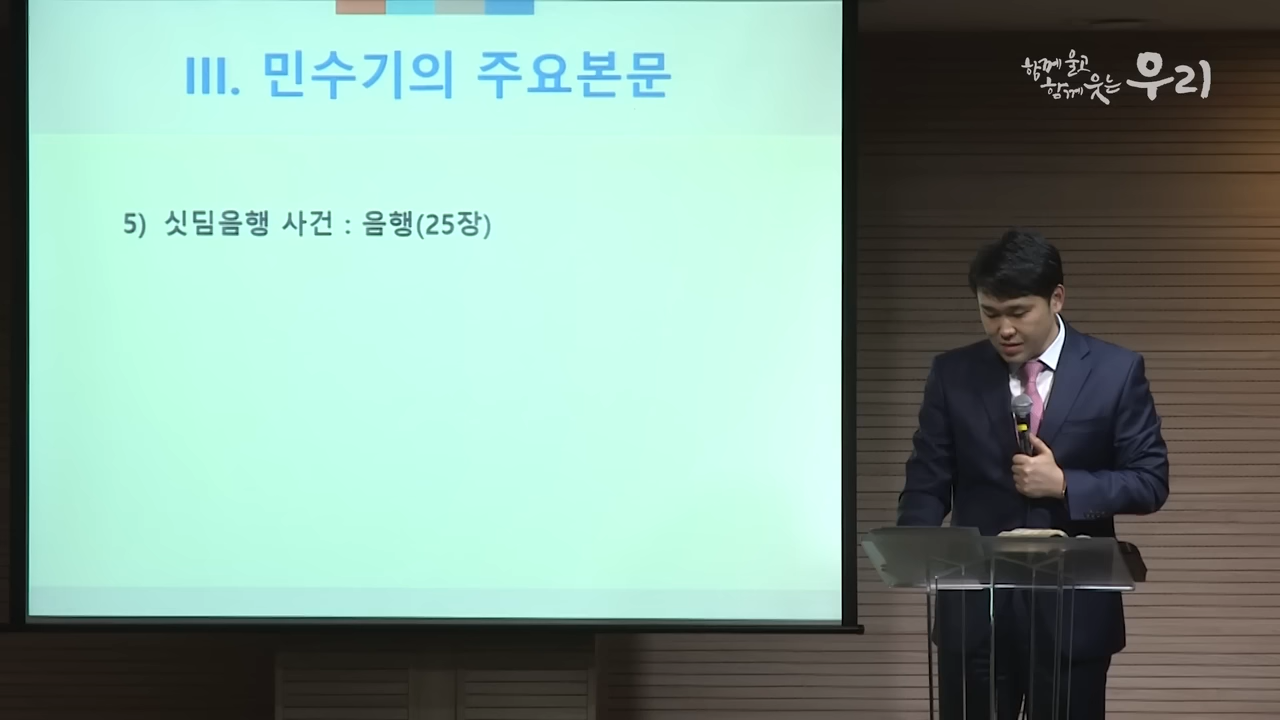 III. 민수기의 주요본문
5) 싯딤음행 사건 : 음행(25장)
함께 울고
함께 웃는 우리